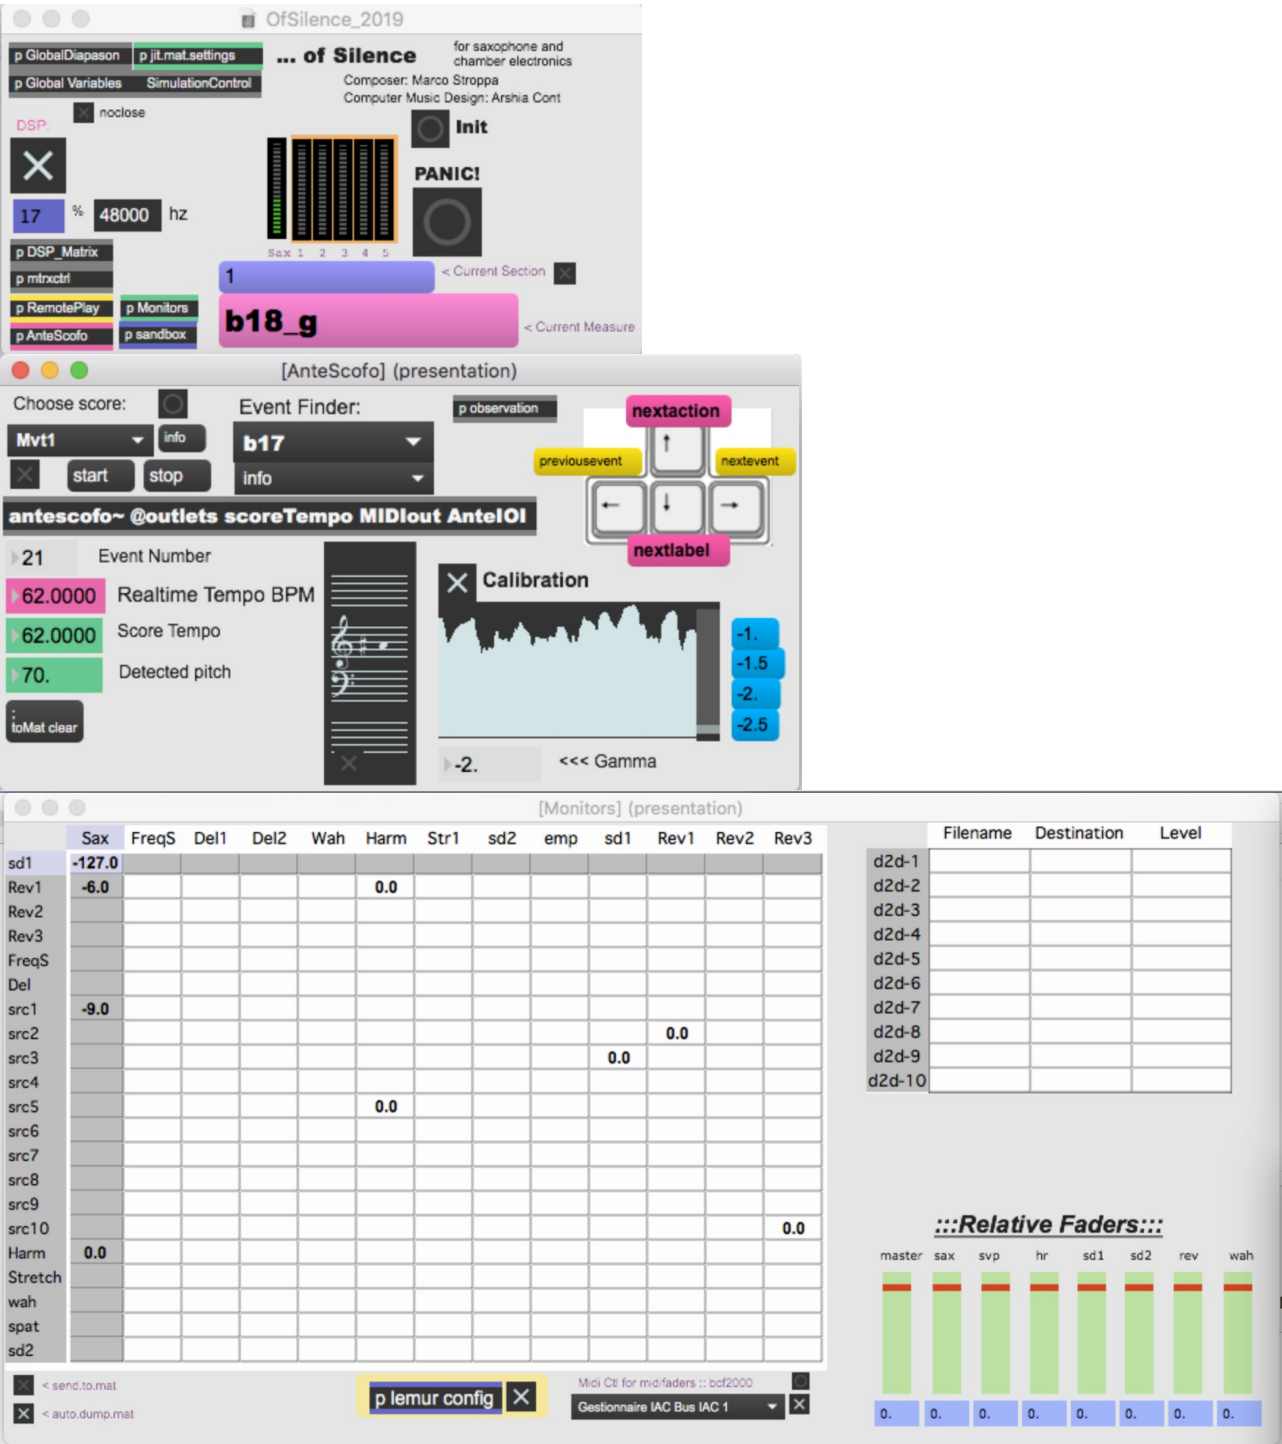 OfSilence_2019
p GlobalDiapason p jit.mat.settings ... of Silence for saxophone and
chamber electronics
p Global Variables SimulationControl Composer: Marco Stroppa
Computer Music Design: Arshia Cont
noclose
DSP:
Init
PANIC!
17 % 48000 hz
Sax 1 2 3 4 5
p DSP_Matrix
p mtrxctrl
1 < Current Section
p RemotePlay p Monitors
b18_g < Current Measure
p AnteScofo p sandbox
[AnteScofo] (presentation)
Choose score: Event Finder: p observation nextaction
Mvt1 info b17
previousevent nextevent
start stop info
antescofo~ @outlets scoreTempo MIDIout AnteIOI
nextlabel
21 Event Number
Calibration
62.0000 Realtime Tempo BPM
62.0000 Score Tempo
-1.
-1.5
70. Detected pitch
-2.
-2.5
;
toMat clear
-2. <<< Gamma
[Monitors] (presentation)
Sax FreqS Del1 Del2 Wah Harm Str1 sd2 emp sd1 Rev1 Rev2 Rev3
sd1 -127.0
Rev1 -6.0 0.0
Rev2
Rev3
FreqS
Del
src1 -9.0
src2 0.0
src3 0.0
src4
src5 0.0
src6
src7
src8
src9
src10 0.0
Harm 0.0
Stretch
wah
spat
sd2
Filename Destination Level
d2d-1
d2d-2
d2d-3
d2d-4
d2d-5
d2d-6
d2d-7
d2d-8
d2d-9
d2d-10
:::Relative Faders:::
master sax svp hr sd1 sd2 rev wah
0. 0. 0. 0. 0. 0. 0. 0.
< send.to.mat
< auto.dump.mat
p lemur config
Midi Ctl for midifaders :: bcf2000
Gestionnaire IAC Bus IAC 1